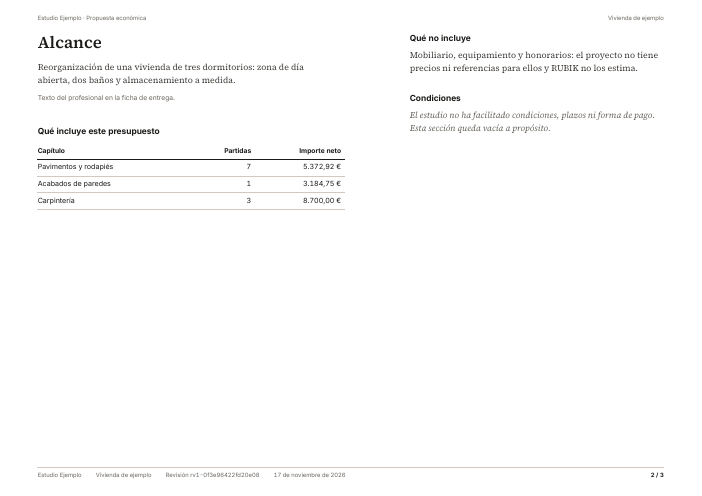 Estudio Ejemplo · Propuesta económica
Vivienda de ejemplo
Alcance
Reorganización de una vivienda de tres dormitorios: zona de día
abierta, dos baños y almacenamiento a medida.
Texto del profesional en la ficha de entrega.
Qué incluye este presupuesto
Capítulo Partidas Importe neto
Pavimentos y rodapiés 7 5.372,92 €
Acabados de paredes 1 3.184,75 €
Carpintería 3 8.700,00 €
Qué no incluye
Mobiliario, equipamiento y honorarios: el proyecto no tiene
precios ni referencias para ellos y RUBIK no los estima.
Condiciones
El estudio no ha facilitado condiciones, plazos ni forma de pago.
Esta sección queda vacía a propósito.
Estudio Ejemplo Vivienda de ejemplo Revisión rv1-0f3e96422fd20e08 17 de noviembre de 2026 2 / 3